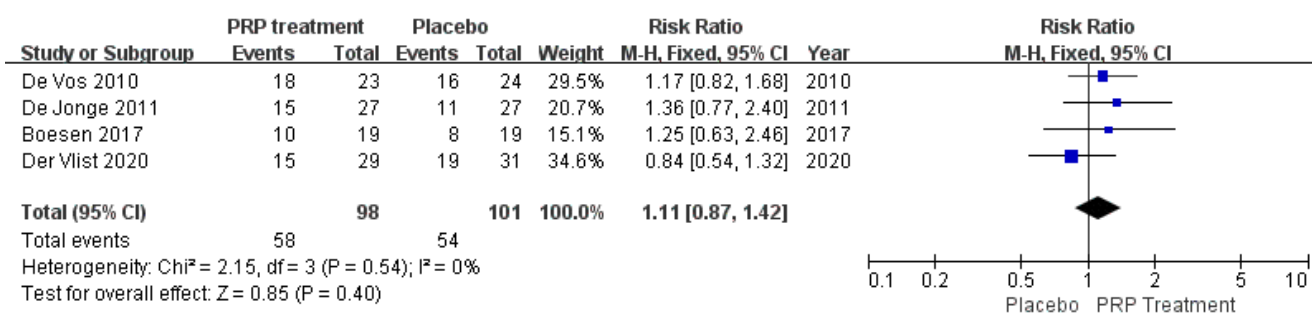 PRP treatment Placebo Risk Ratio Risk Ratio
Study or Subgroup Events Total Events Total Weight M-H, Fixed, 95% CI Year M-H, Fixed, 95% CI
De Vos 2010 18 23 16 24 29.5% 1.17 [0.82, 1.68] 2010
De Jonge 2011 15 27 11 27 20.7% 1.36 [0.77, 2.40] 2011
Boesen 2017 10 19 8 19 15.1% 1.25 [0.63, 2.46] 2017
Der Vlist 2020 15 29 19 31 34.6% 0.84 [0.54, 1.32] 2020
Total (95% CI) 98 101 100.0% 1.11 [0.87, 1.42]
Total events 58 54
Heterogeneity: Chi² = 2.15, df = 3 (P = 0.54); I² = 0%
Test for overall effect: Z = 0.85 (P = 0.40)
0.1 0.2 0.5 1 2 5 10
Placebo PRP Treatment